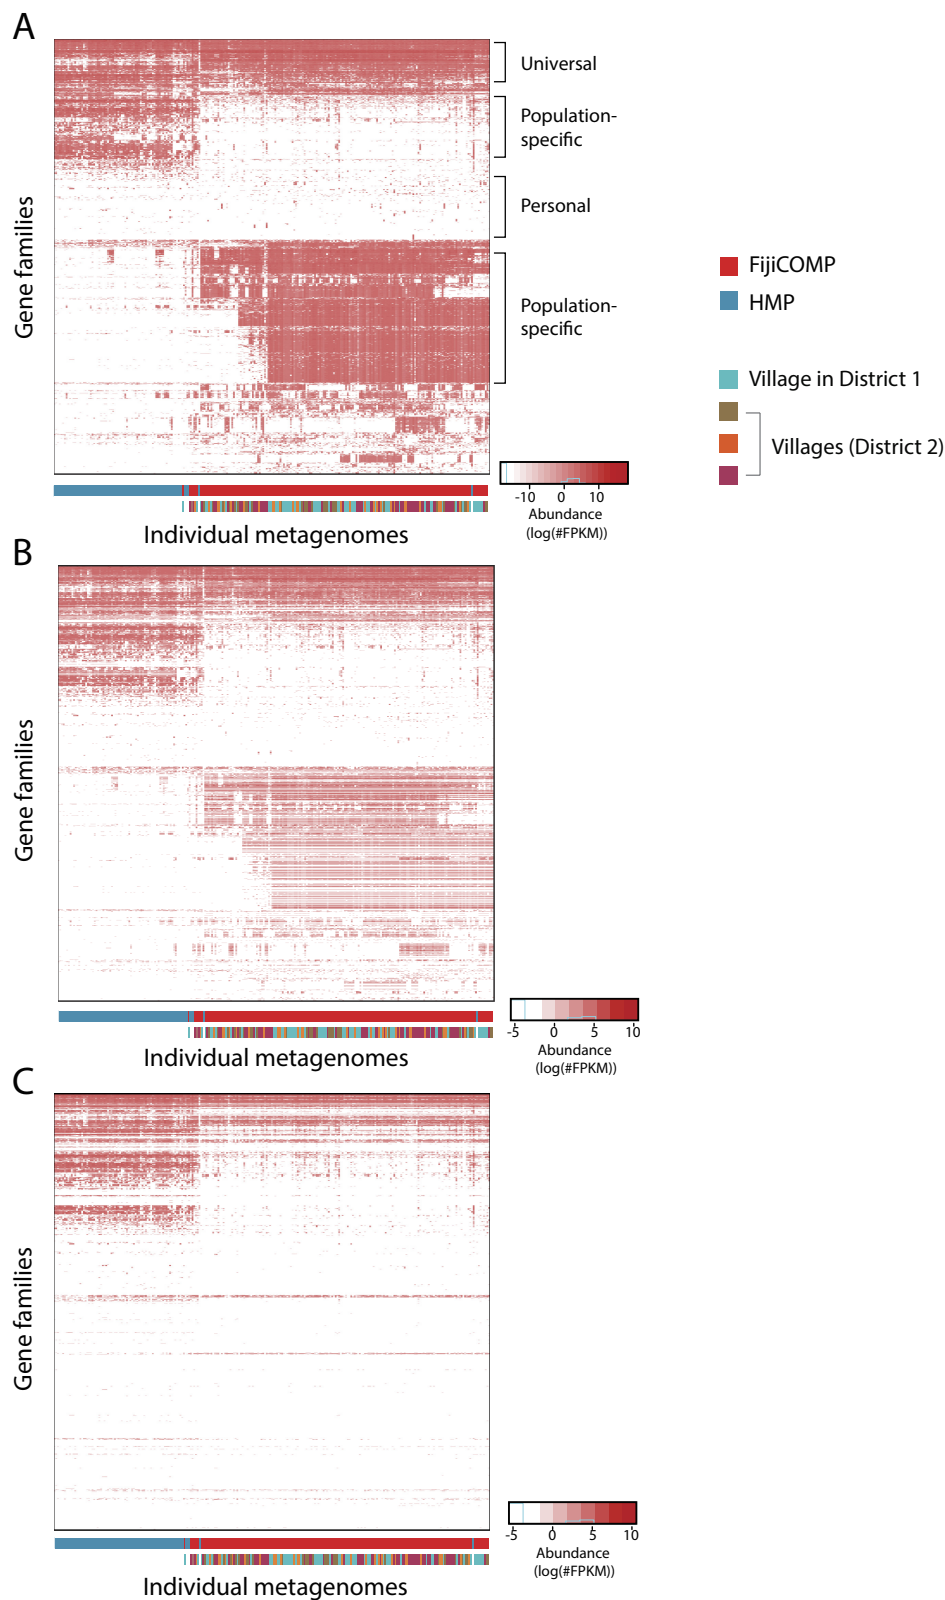 A
Universal
Population-
specific
Personal
Population-
specific
Gene families
FijiCOMP
HMP
Village in District 1
Villages (District 2)
-10 0 10
Abundance
(log(#FPKM))
Individual metagenomes
B
Gene families
-5 0 5 10
Abundance
(log(#FPKM))
Individual metagenomes
C
Gene families
-5 0 5 10
Abundance
(log(#FPKM))
Individual metagenomes